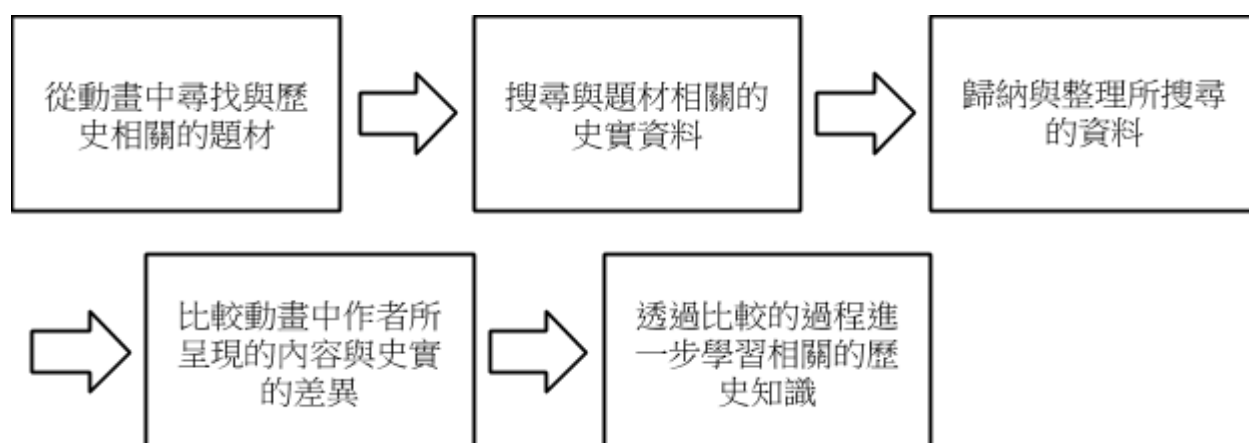 從動畫中尋找與歷
史相關的題材
搜尋與題材相關的
史實資料
歸納與整理所搜尋
的資料
比較動畫中作者所
呈現的內容與史實
的差異
透過比較的過程進
一步學習相關的歷
史知識